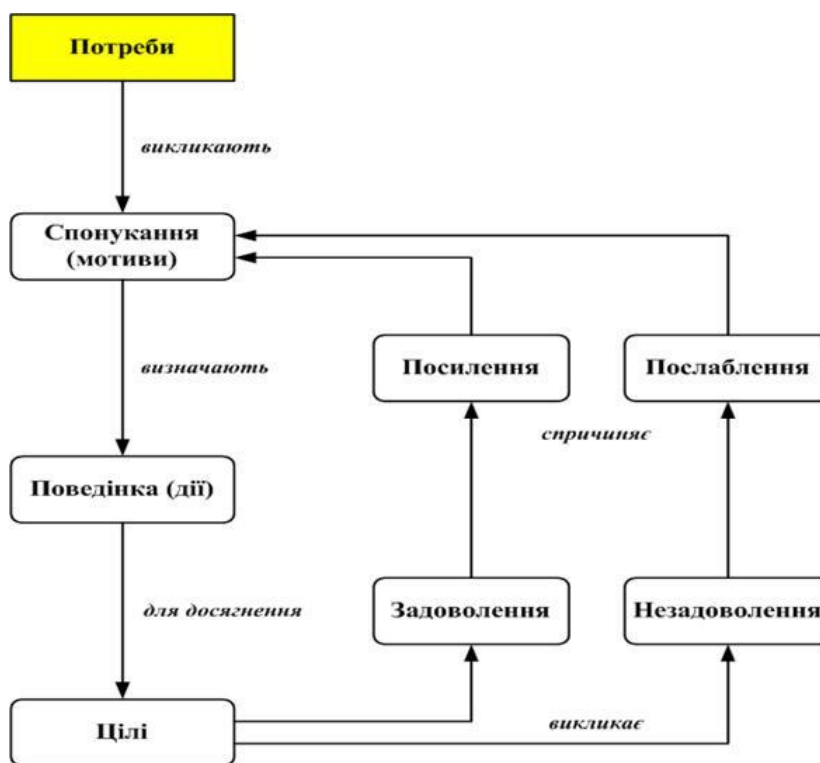 Потреби
викликають
Спонукання
(мотиви)
визначають
Посилення
Послаблення
спричиняє
Поведінка (дії)
для досягнення
Задоволення
Незадоволення
Цілі
викликає